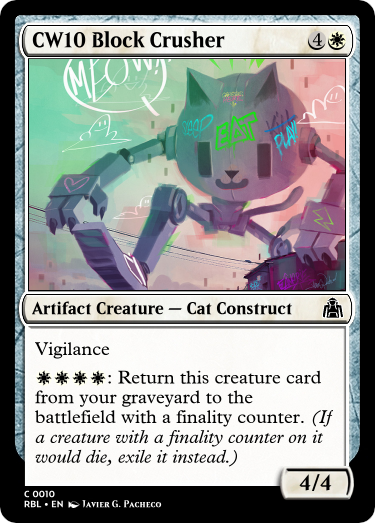 CW10 Block Crusher 4
MEOW!
CHOP
PLAY
Artifact Creature — Cat Construct
Vigilance
: Return this creature card
from your graveyard to the
battlefield with a finality counter. (If
a creature with a finality counter on it
would die, exile it instead.)
4/4
C 0010
RBL • EN JAVIER G. PACHECO